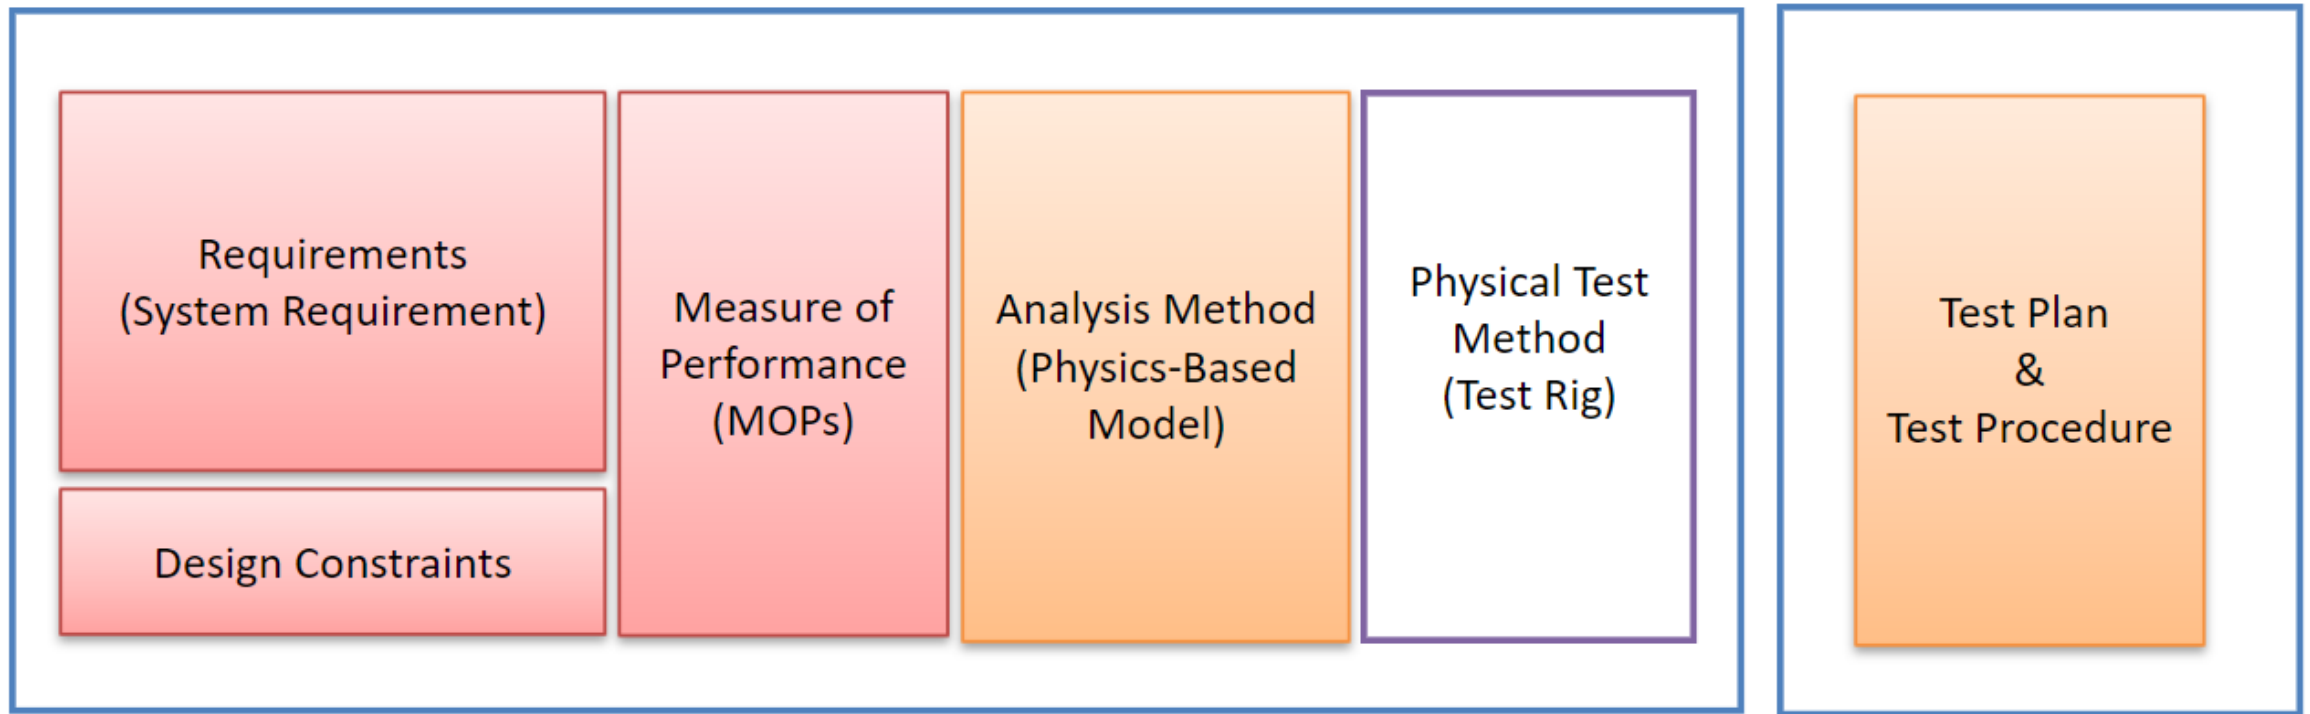 Requirements
(System Requirement)
Design Constraints
Measure of
Performance
(MOPs)
Analysis Method
(Physics-Based
Model)
Physical Test
Method
(Test Rig)
Test Plan
&
Test Procedure